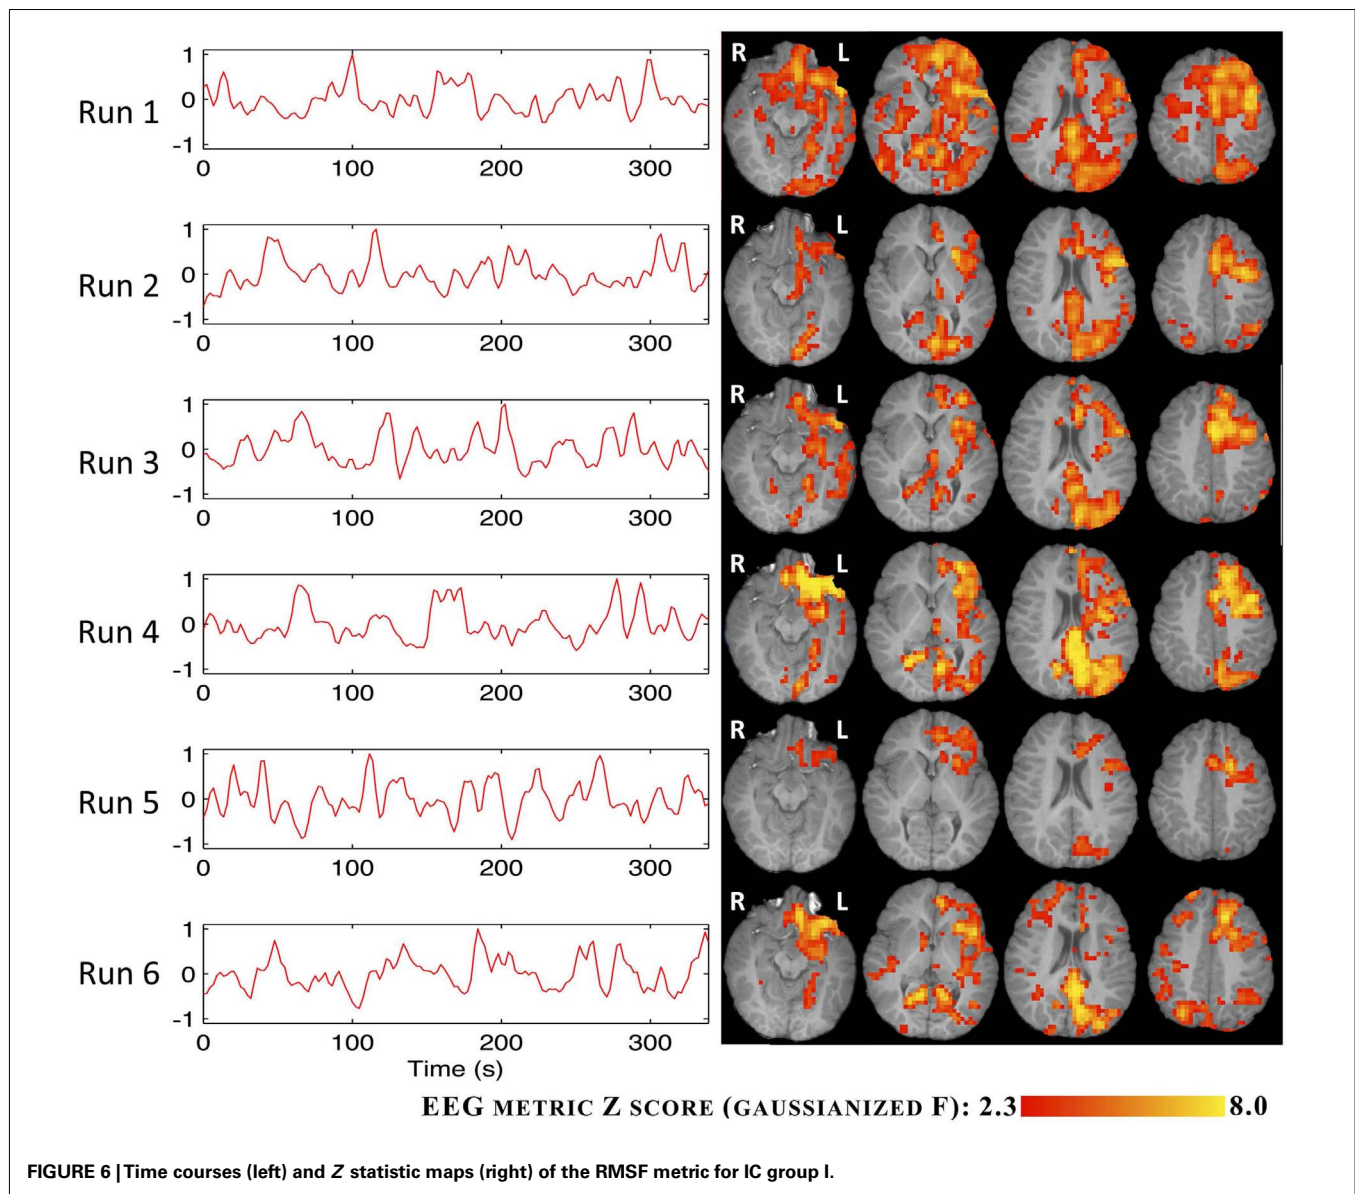 Run 1
1
0
-1
0 100 200 300
R L
Run 2
1
0
-1
0 100 200 300
R L
Run 3
1
0
-1
0 100 200 300
R L
Run 4
1
0
-1
0 100 200 300
R L
Run 5
1
0
-1
0 100 200 300
R L
Run 6
1
0
-1
0 100 200 300
R L
Time (s)
EEG METRIC Z SCORE (GAUSSIANIZED F): 2.3 8.0
FIGURE 6 | Time courses (left) and Z statistic maps (right) of the RMSF metric for IC group I.